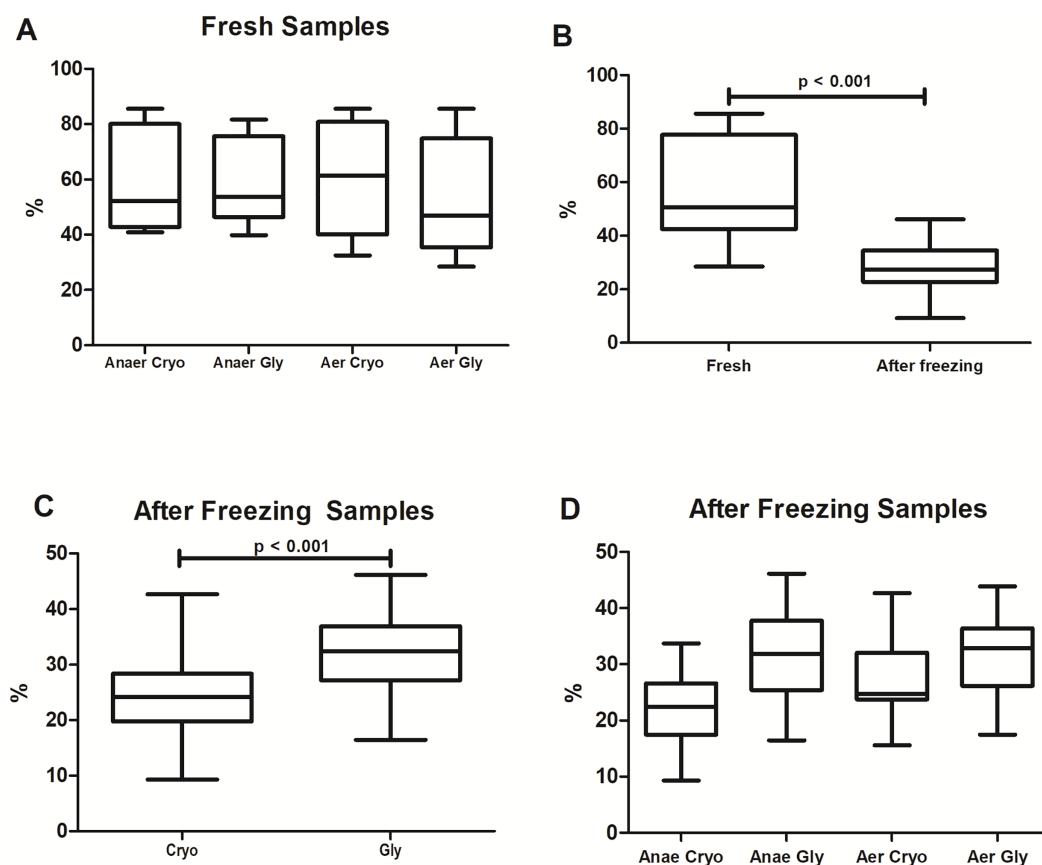 A
Fresh Samples
100
80
60
40
20
0
%
Anaer Cryo Anaer Gly Aer Cryo Aer Gly
B
p < 0.001
100
80
60
40
20
0
%
Fresh After freezing
C
After Freezing Samples
p < 0.001
50
40
30
20
10
0
%
Cryo Gly
D
After Freezing Samples
50
40
30
20
10
0
%
Anae Cryo Anae Gly Aer Cryo Aer Gly